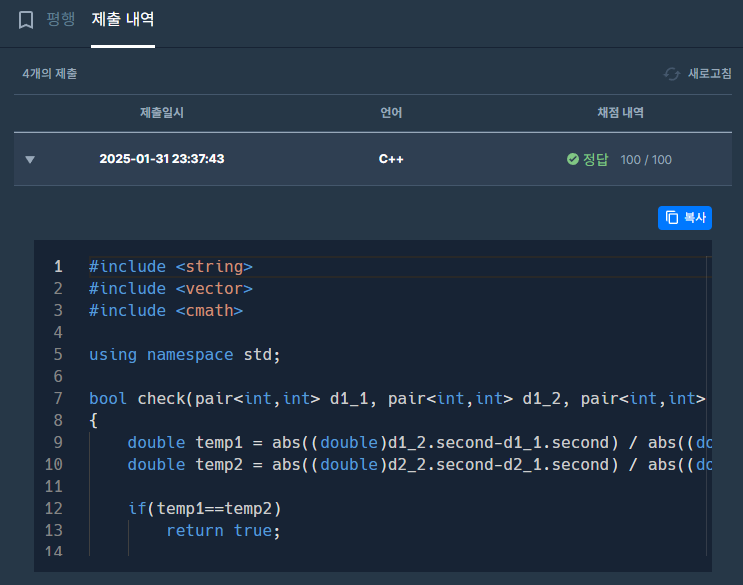 평행 제출 내역
4개의 제출 새로고침
제출일시 언어 채점 내역
2025-01-31 23:37:43 C++ 정답 100 / 100
복사
1 #include <string>
2 #include <vector>
3 #include <cmath>
4
5 using namespace std;
6
7 bool check(pair<int,int> d1_1, pair<int,int> d1_2, pair<int,int>
8 {
9 double temp1 = abs((double)d1_2.second-d1_1.second) / abs((do
10 double temp2 = abs((double)d2_2.second-d2_1.second) / abs((do
11
12 if(temp1==temp2)
13 return true;
14